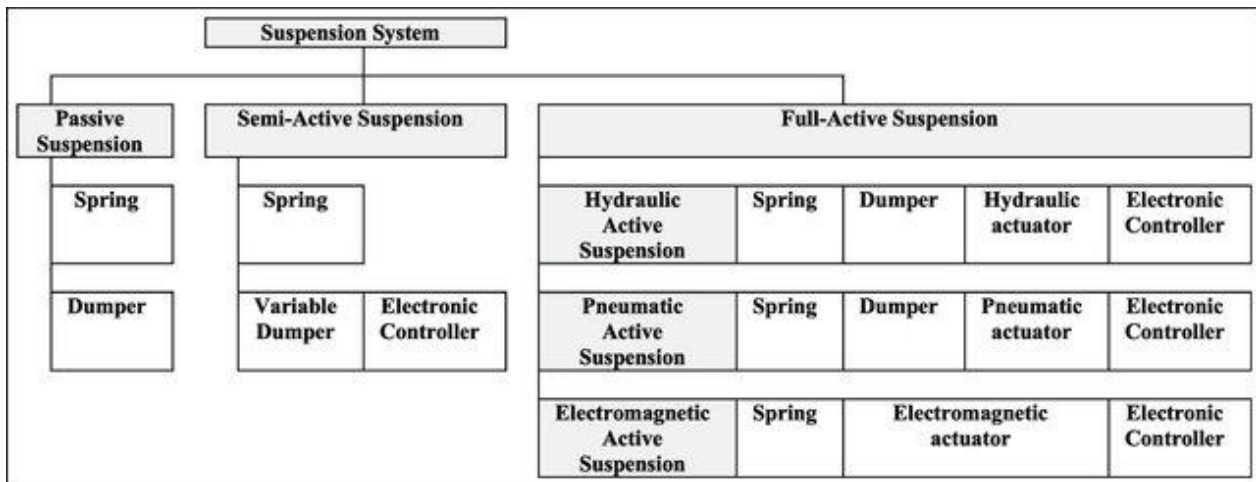 Suspension System
Passive
Suspension
Semi-Active Suspension
Full-Active Suspension
Spring
Spring
Hydraulic
Active
Suspension
Spring
Dumper
Hydraulic
actuator
Electronic
Controller
Dumper
Variable
Dumper
Electronic
Controller
Pneumatic
Active
Suspension
Spring
Dumper
Pneumatic
actuator
Electronic
Controller
Electromagnetic
Active
Suspension
Spring
Electromagnetic
actuator
Electronic
Controller